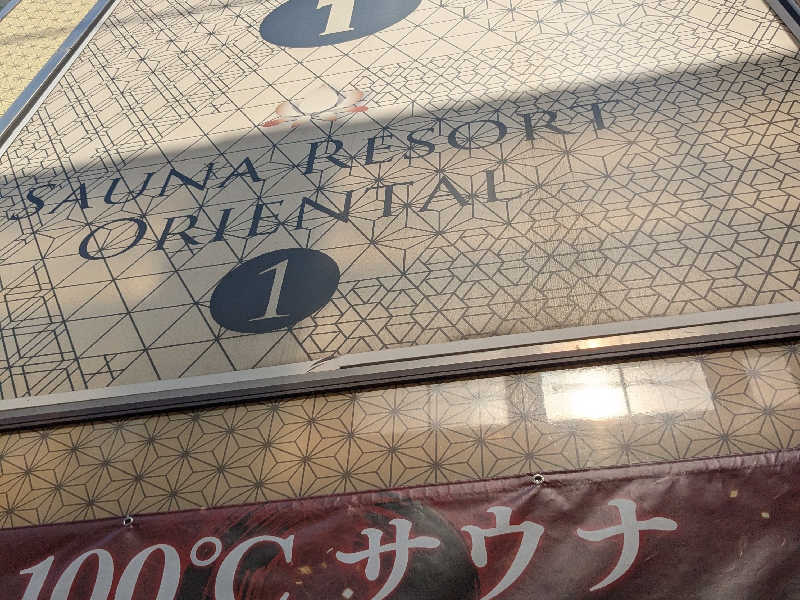 1
SAUNA RESORT
ORIENTAL
1
100℃ サウナ